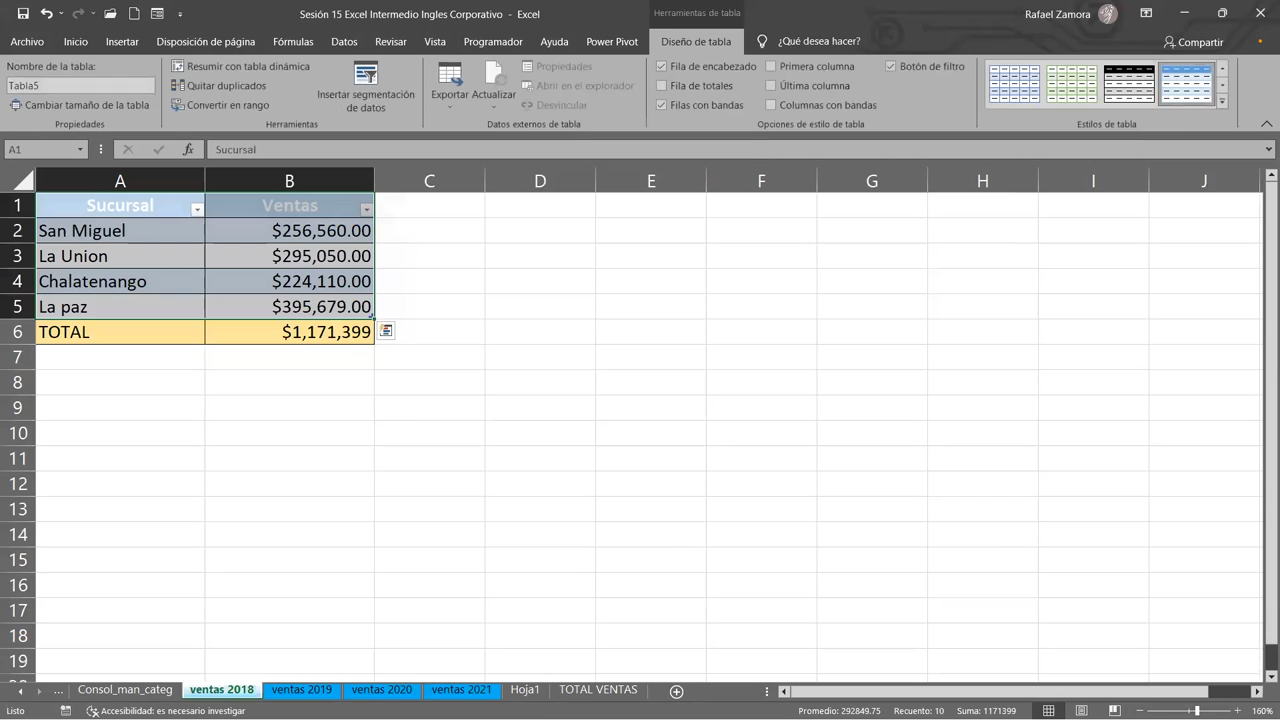 Sesión 15 Excel Intermedio Ingles Corporativo - Excel
Herramientas de tabla
Rafael Zamora
Archivo Inicio Insertar Disposición de página Fórmulas Datos Revisar Vista Programador Ayuda Power Pivot Diseño de tabla ¿Qué desea hacer? Compartir
Nombre de la tabla:
Tabla5
Cambiar tamaño de la tabla
Propiedades
Resumir con tabla dinámica
Quitar duplicados
Convertir en rango
Insertar segmentación
de datos
Herramientas
Exportar Actualizar
Propiedades
Abrir en el explorador
Desvincular
Datos externos de tabla
Fila de encabezado Primera columna Botón de filtro
Fila de totales Última columna
Filas con bandas Columnas con bandas
Opciones de estilo de tabla
Estilos de tabla
A1 fx Sucursal
A B C D E F G H I J
1 Sucursal Ventas
2 San Miguel $256,560.00
3 La Union $295,050.00
4 Chalatenango $224,110.00
5 La paz $395,679.00
6 TOTAL $1,171,399
7
8
9
10
11
12
13
14
15
16
17
18
19
... Consol_man_categ ventas 2018 ventas 2019 ventas 2020 ventas 2021 Hoja1 TOTAL VENTAS
Listo Accesibilidad: es necesario investigar Promedio: 292849.75 Recuento: 10 Suma: 1171399 160%